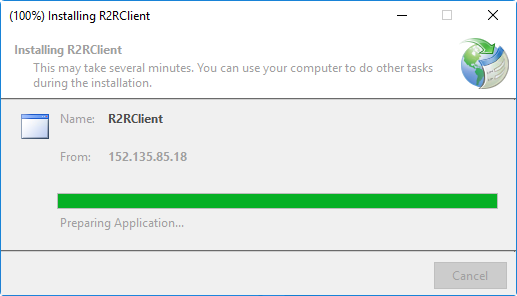 (100%) Installing R2RClient
Installing R2RClient
This may take several minutes. You can use your computer to do other tasks
during the installation.
Name: R2RClient
From: 152.135.85.18
Preparing Application...
Cancel